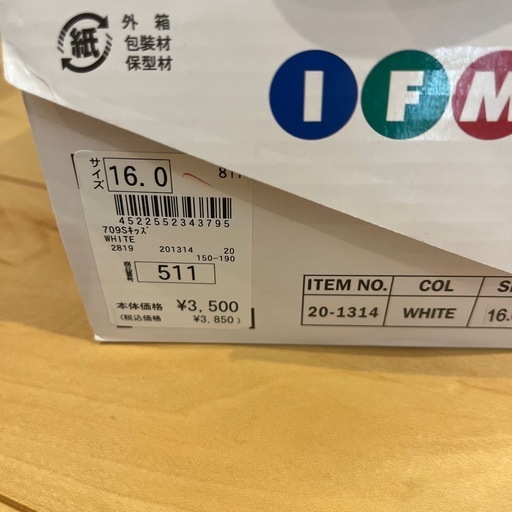 紙
外箱
包装材
保型材
IFM
サイズ 16.0
4522552343795
709Sキッズ
WHITE
2819 201314 20
150-190
511
本体価格 ¥3,500
(税込価格 ¥3,850)
ITEM NO. COL
20-1314 WHITE 16.